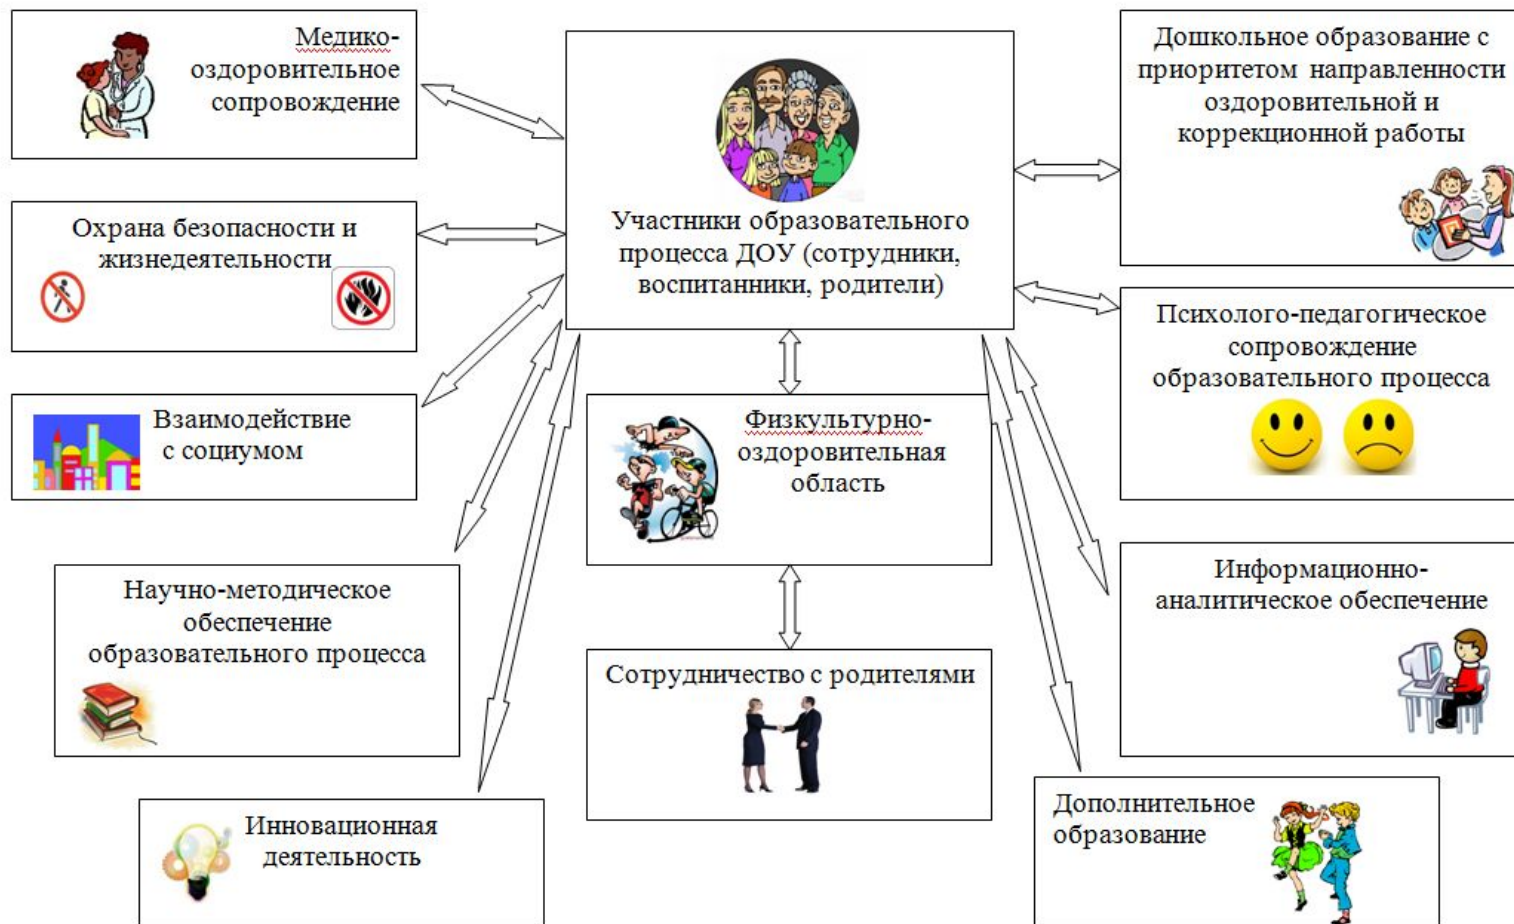 Медико-
оздоровительное
сопровождение
Участники образовательного
процесса ДОУ (сотрудники,
воспитанники, родители)
Дошкольное образование с
приоритетом направленности
оздоровительной и
коррекционной работы
Охрана безопасности и
жизнедеятельности
Психолого-педагогическое
сопровождение
образовательного процесса
Взаимодействие
с социумом
Физкультурно-
оздоровительная
область
Научно-методическое
обеспечение
образовательного процесса
Информационно-
аналитическое обеспечение
Сотрудничество с родителями
Инновационная
деятельность
Дополнительное
образование